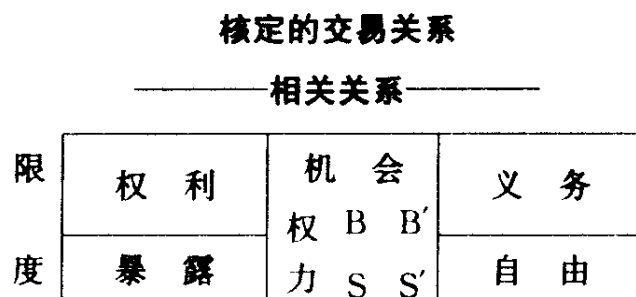 核定的交易关系
相关关系
限 权利 机会 义务
权 B B′
度 暴露 力 S S′ 自由